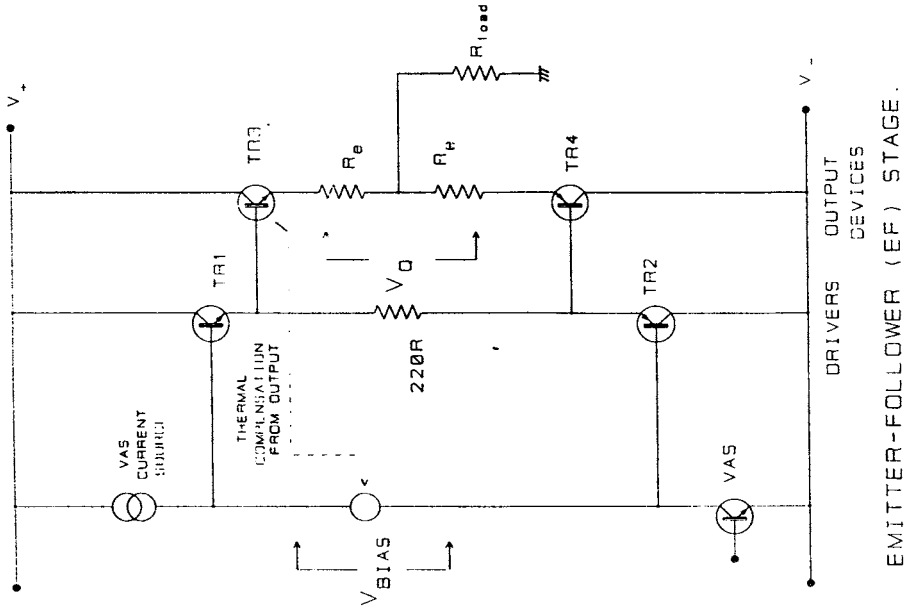 V+
VAS
CURRENT
SOURCE
TR1
TR3
Re
Rload
THERMAL
COMPENSATION
FROM OUTPUT
VQ
VBIAS
220R
Re
TR2
TR4
VAS
V-
DRIVERS
OUTPUT
DEVICES
EMITTER-FOLLOWER (EF) STAGE.